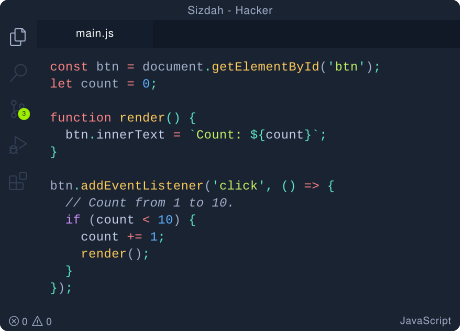 Sizdah - Hacker
main.js
const btn = document.getElementById('btn');
let count = 0;
function render() {
  btn.innerText = `Count: ${count}`;
}
btn.addEventListener('click', () => {
  // Count from 1 to 10.
  if (count < 10) {
    count += 1;
    render();
  }
});
3
0 0
JavaScript